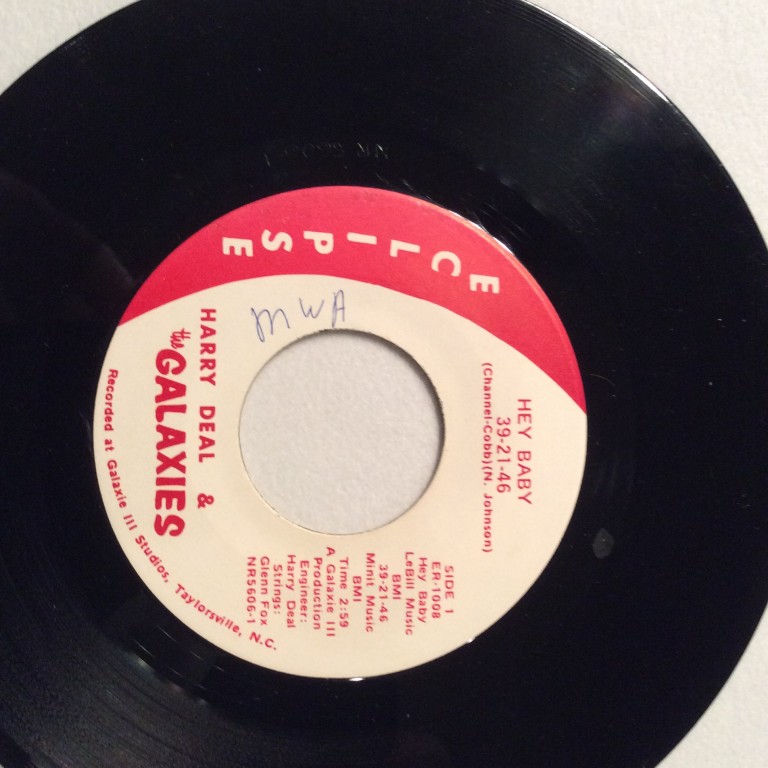 ECLIPSE
MWA
HEY BABY
39-21-46
(Channel-Cobb)(N. Johnson)
SIDE 1
ER-1008
Hey Baby
LeBill Music
BMI
39-21-46
Minit Music
BMI
Time 2:59
A Galaxie III
Production
Engineer:
Harry Deal
Strings:
Glenn Fox
NR5606-1
HARRY DEAL &
the GALAXIES
Recorded at Galaxie III Studios, Taylorsville, N.C.